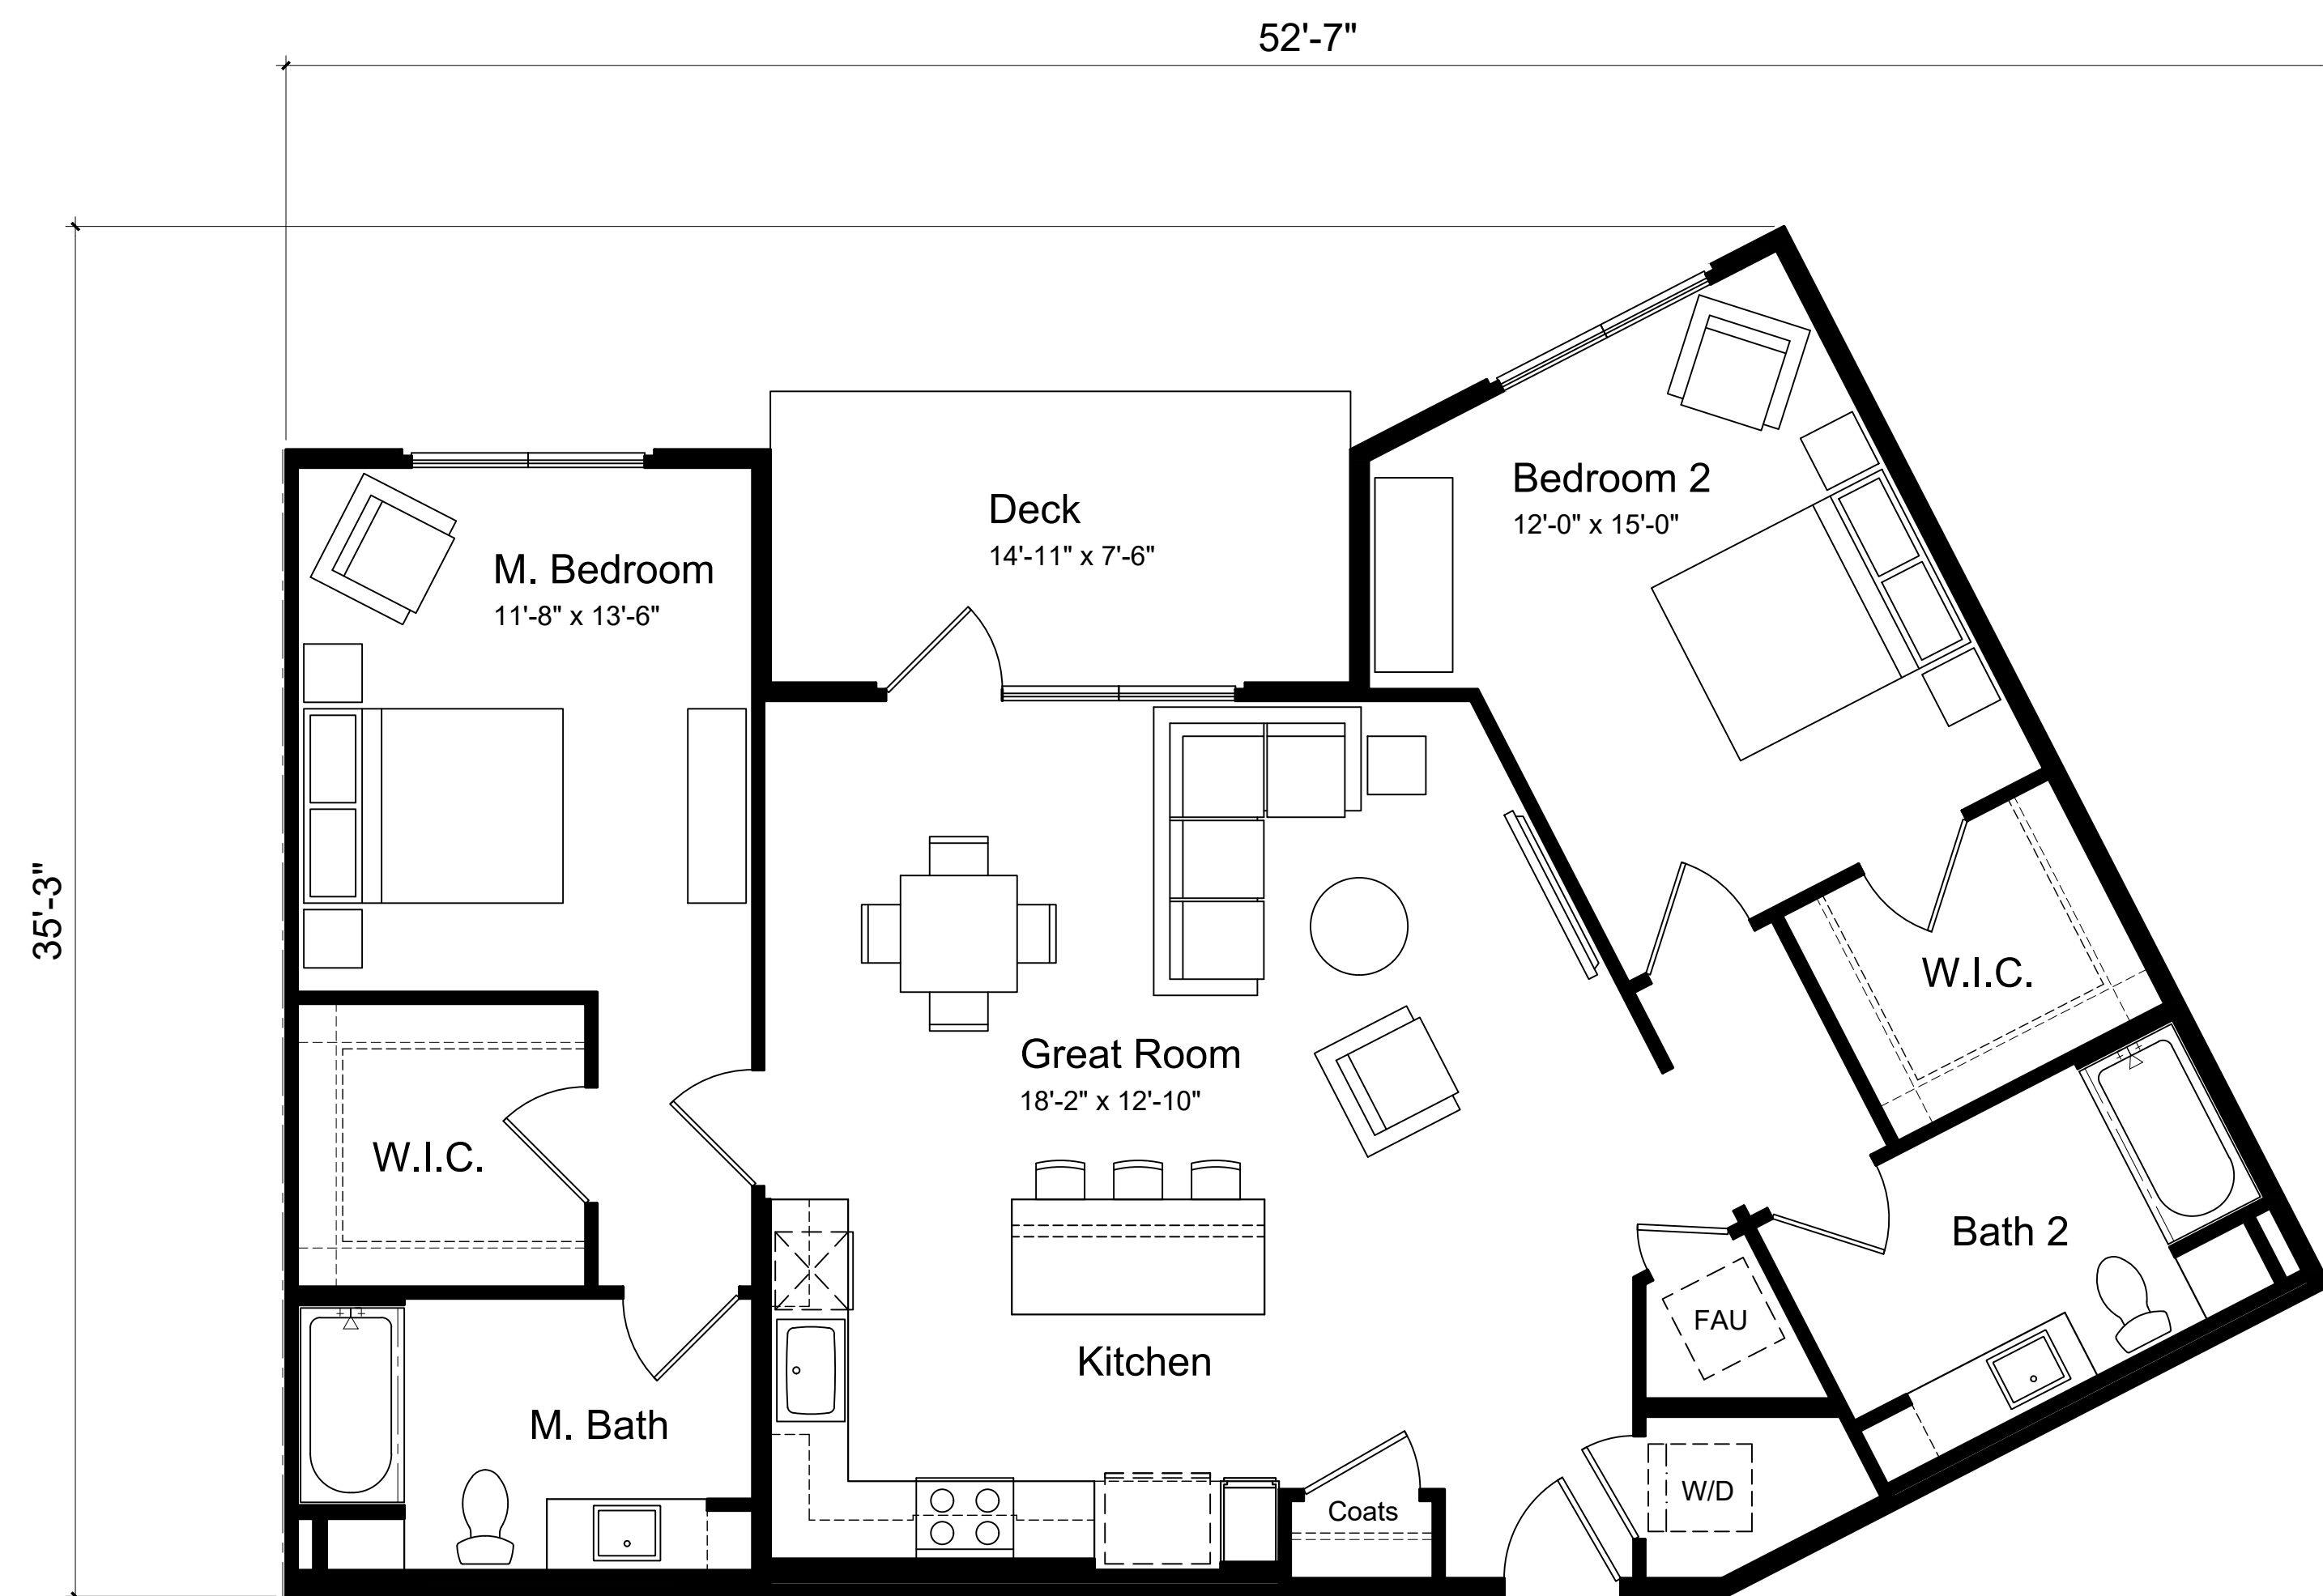 52'-7"
35'-3"
Bedroom 2
12'-0" x 15'-0"
Deck
14'-11" x 7'-6"
M. Bedroom
11'-8" x 13'-6"
W.I.C.
Great Room
18'-2" x 12'-10"
W.I.C.
Bath 2
FAU
Kitchen
M. Bath
W/D
Coats